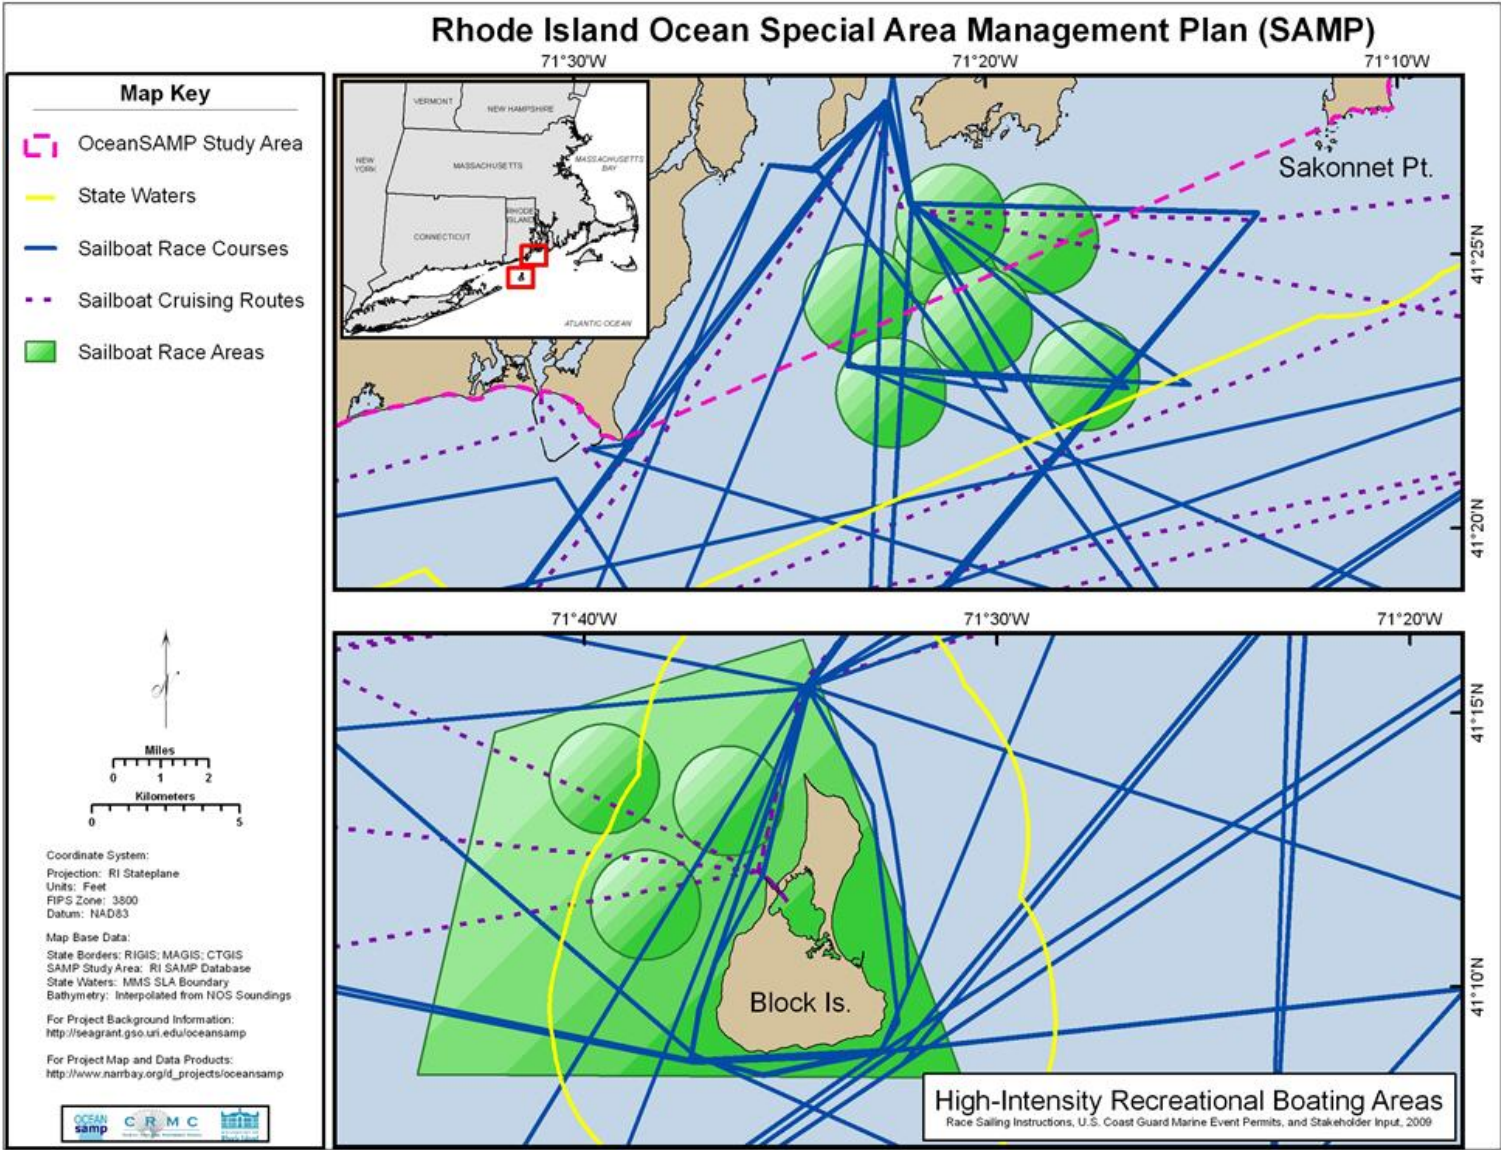 Rhode Island Ocean Special Area Management Plan (SAMP)
Map Key
OceanSAMP Study Area
State Waters
Sailboat Race Courses
Sailboat Cruising Routes
Sailboat Race Areas
Miles
0 1 2
Kilometers
0 5
Coordinate System:
Projection: RI Stateplane
Units: Feet
FIPS Zone: 3800
Datum: NAD83
Map Base Data:
State Borders: RIGIS; MAGIS; CTGIS
SAMP Study Area: RI SAMP Database
State Waters: MMS SLA Boundary
Bathymetry: Interpolated from NOS Soundings
For Project Background Information:
http://seagrant.gso.uri.edu/oceansamp
For Project Map and Data Products:
http://www.narrbay.org/d_projects/oceansamp
OCEAN
samp
C R M C
71°30'W 71°20'W 71°10'W
VERMONT
NEW HAMPSHIRE
NEW
YORK
MASSACHUSETTS
MASSACHUSETTS
BAY
RHODE
ISLAND
CONNECTICUT
ATLANTIC OCEAN
Sakonnet Pt.
41°25'N
41°20'N
71°40'W 71°30'W 71°20'W
41°15'N
41°10'N
Block Is.
High-Intensity Recreational Boating Areas
Race Sailing Instructions, U.S. Coast Guard Marine Event Permits, and Stakeholder Input, 2009